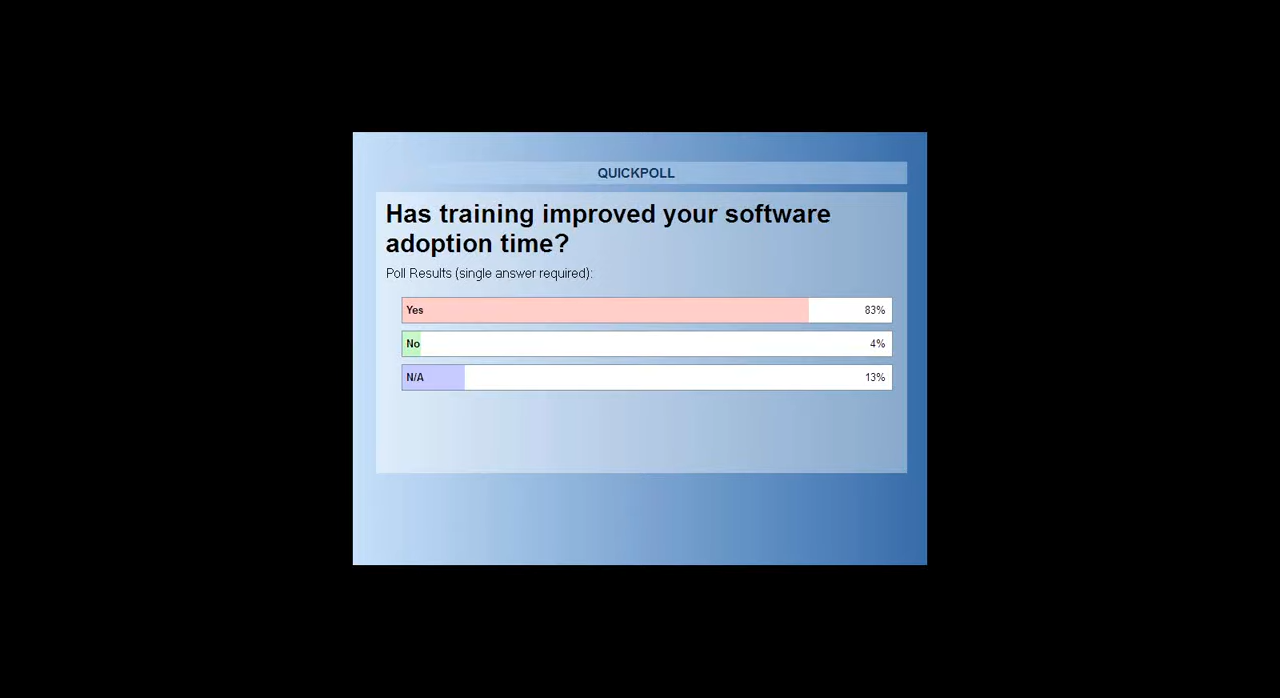 QUICKPOLL
Has training improved your software
adoption time?
Poll Results (single answer required):
Yes 83%
No 4%
N/A 13%